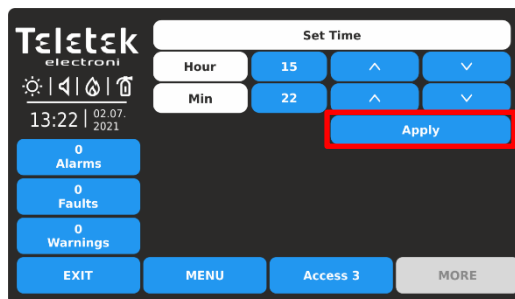 Tεlεtεk
electroni
13:22 | 02.07.
2021
0
Alarms
0
Faults
0
Warnings
Set Time
Hour 15
Min 22
Apply
EXIT MENU Access 3 MORE